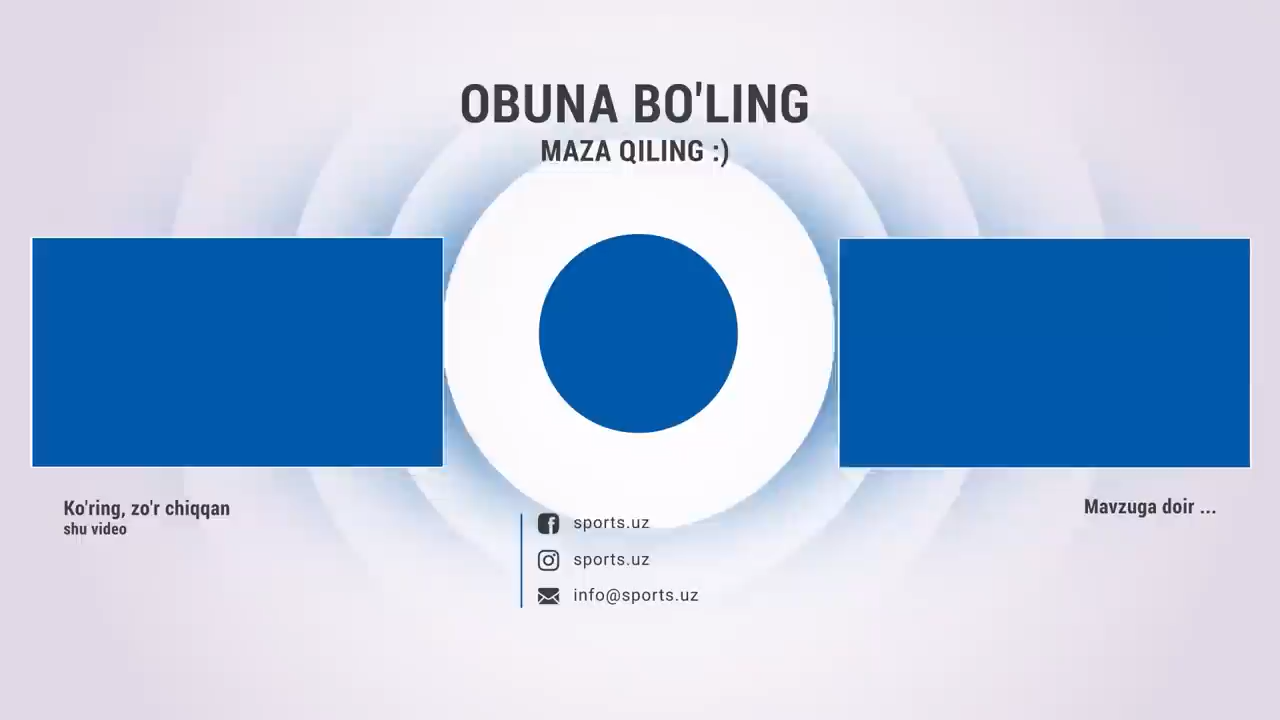 OBUNA BO'LING
MAZA QILING :)
Ko'ring, zo'r chiqqan
shu video
Mavzuga doir ...
sports.uz
sports.uz
info@sports.uz